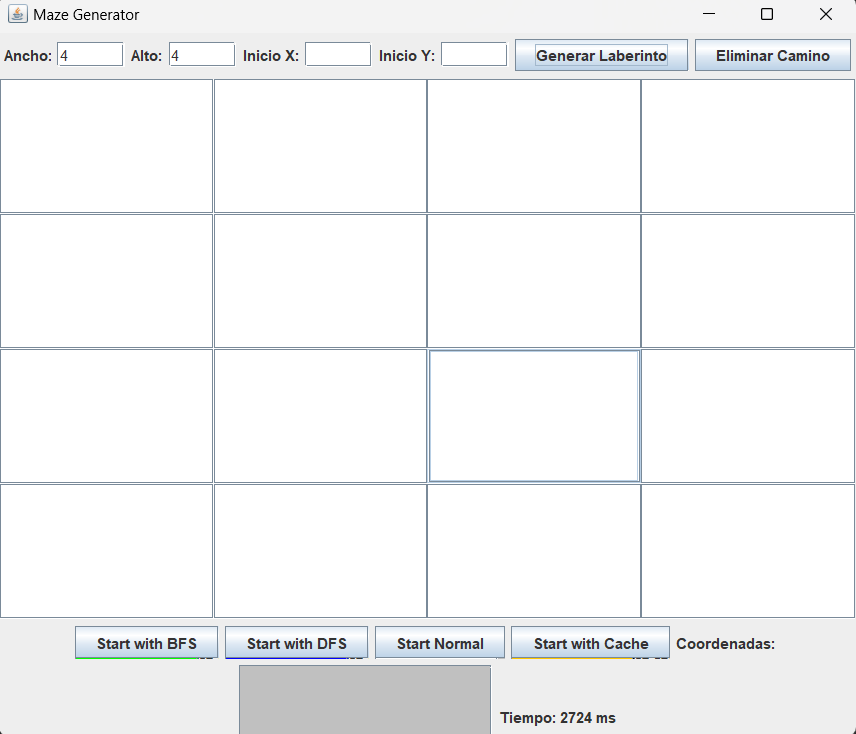 Maze Generator
Ancho: 4 Alto: 4 Inicio X: Inicio Y: Generar Laberinto Eliminar Camino
Start with BFS Start with DFS Start Normal Start with Cache Coordenadas:
Tiempo: 2724 ms